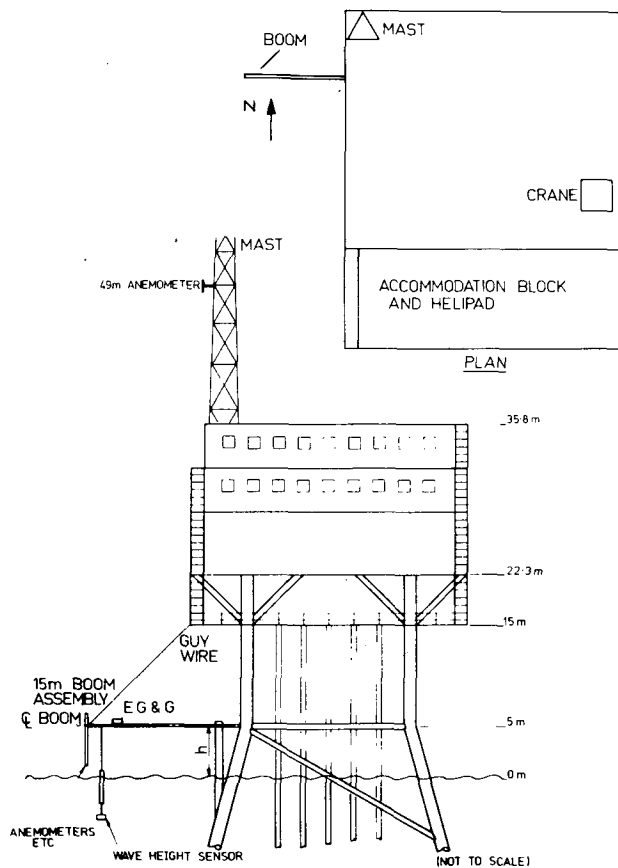 BOOM
MAST
N
CRANE
ACCOMMODATION BLOCK
AND HELIPAD
PLAN
MAST
49m ANEMOMETER
35·8 m
22·3 m
15 m
GUY
WIRE
15m BOOM
ASSEMBLY
EG & G
℄ BOOM
5 m
h
0 m
ANEMOMETERS
ETC
WAVE HEIGHT SENSOR
(NOT TO SCALE)